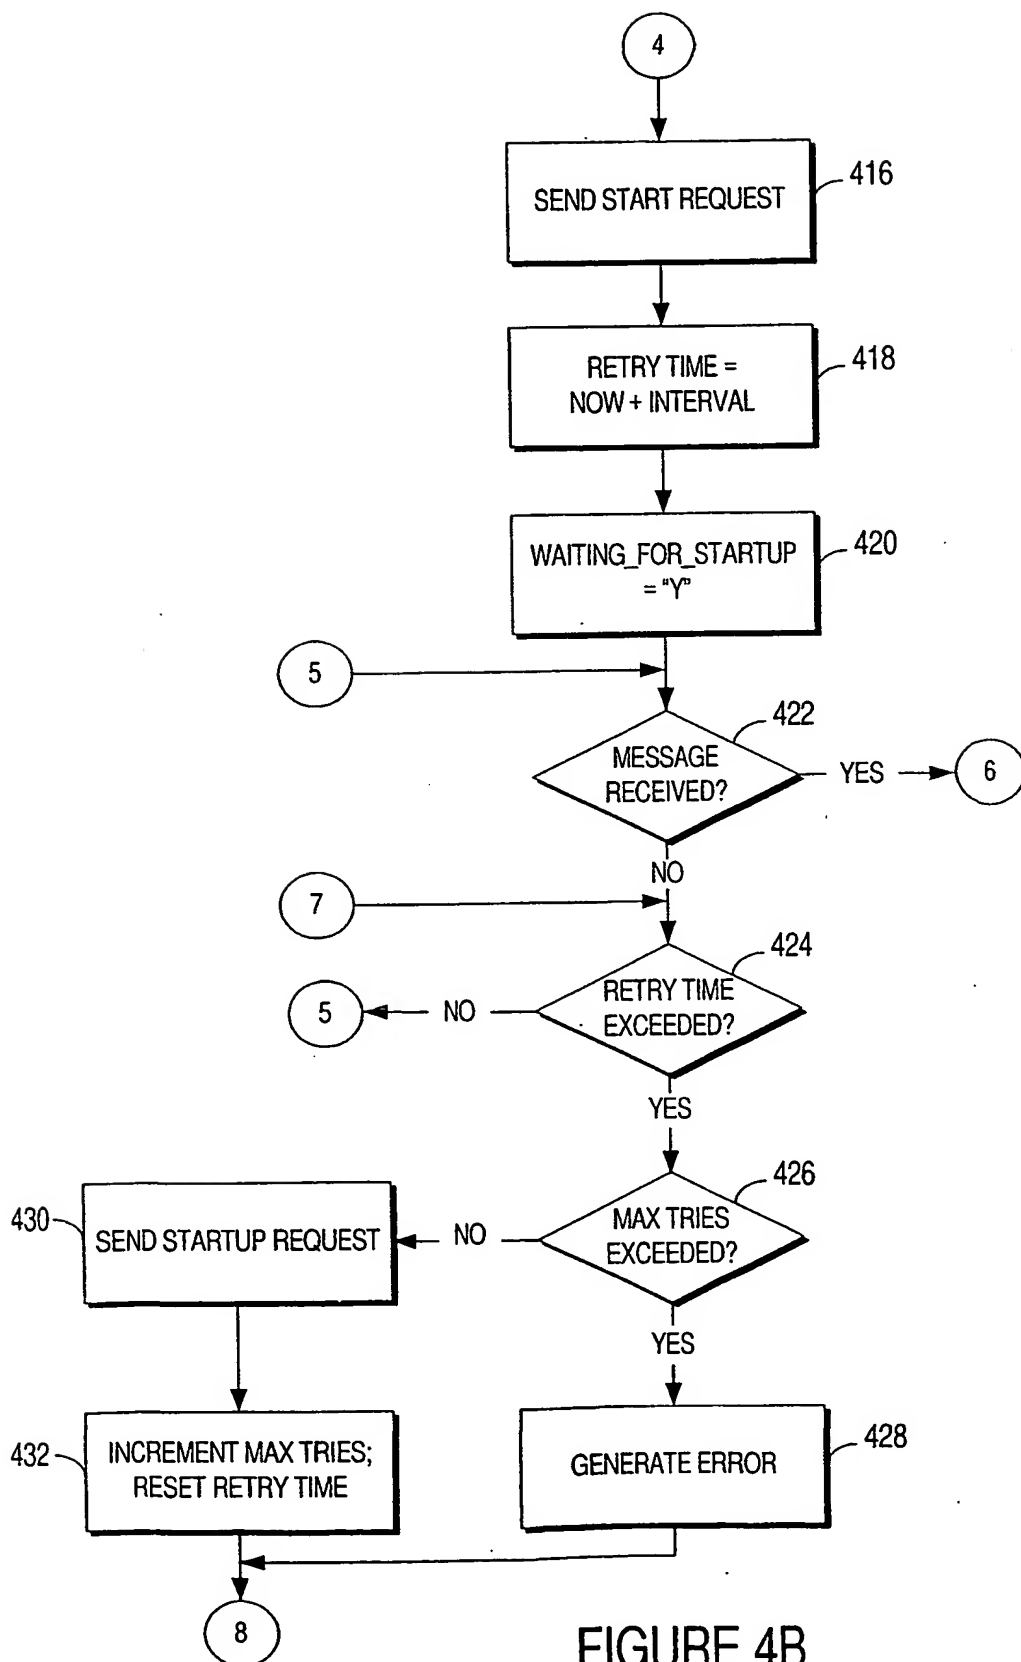 4
SEND START REQUEST
416
RETRY TIME =
NOW + INTERVAL
418
WAITING_FOR_STARTUP
= "Y"
420
5
422
MESSAGE
RECEIVED?
YES
6
NO
7
424
RETRY TIME
EXCEEDED?
NO
5
YES
426
MAX TRIES
EXCEEDED?
NO
430
SEND STARTUP REQUEST
YES
432
INCREMENT MAX TRIES;
RESET RETRY TIME
GENERATE ERROR
428
8
FIGURE 4B